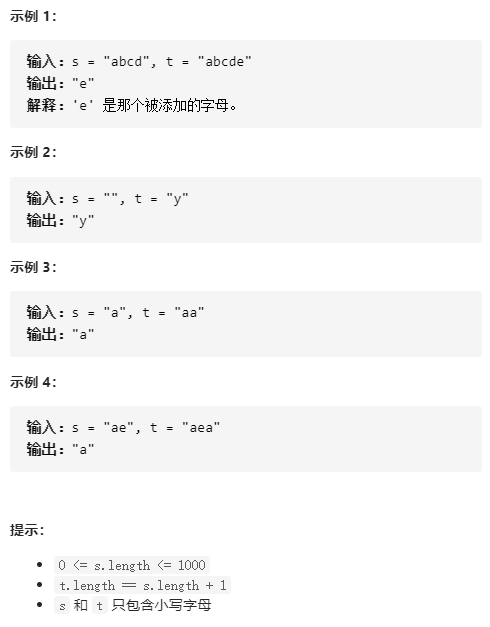 示例 1：
输入：s = "abcd", t = "abcde"
输出："e"
解释：'e' 是那个被添加的字母。
示例 2：
输入：s = "", t = "y"
输出："y"
示例 3：
输入：s = "a", t = "aa"
输出："a"
示例 4：
输入：s = "ae", t = "aea"
输出："a"
提示：
• 0 <= s.length <= 1000
• t.length == s.length + 1
• s 和 t 只包含小写字母